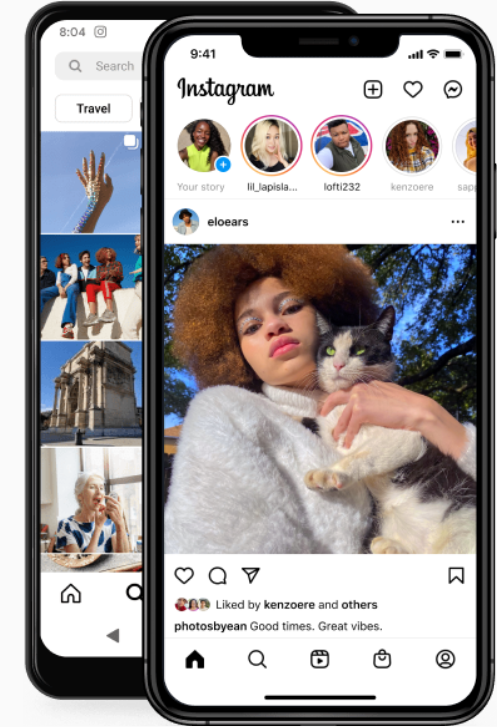 8:04
Search
Travel
9:41
Instagram
Your story
lil_lapisla...
lofti232
kenzoere
sapp
eloears
Liked by kenzoere and others
photosbyean Good times. Great vibes.